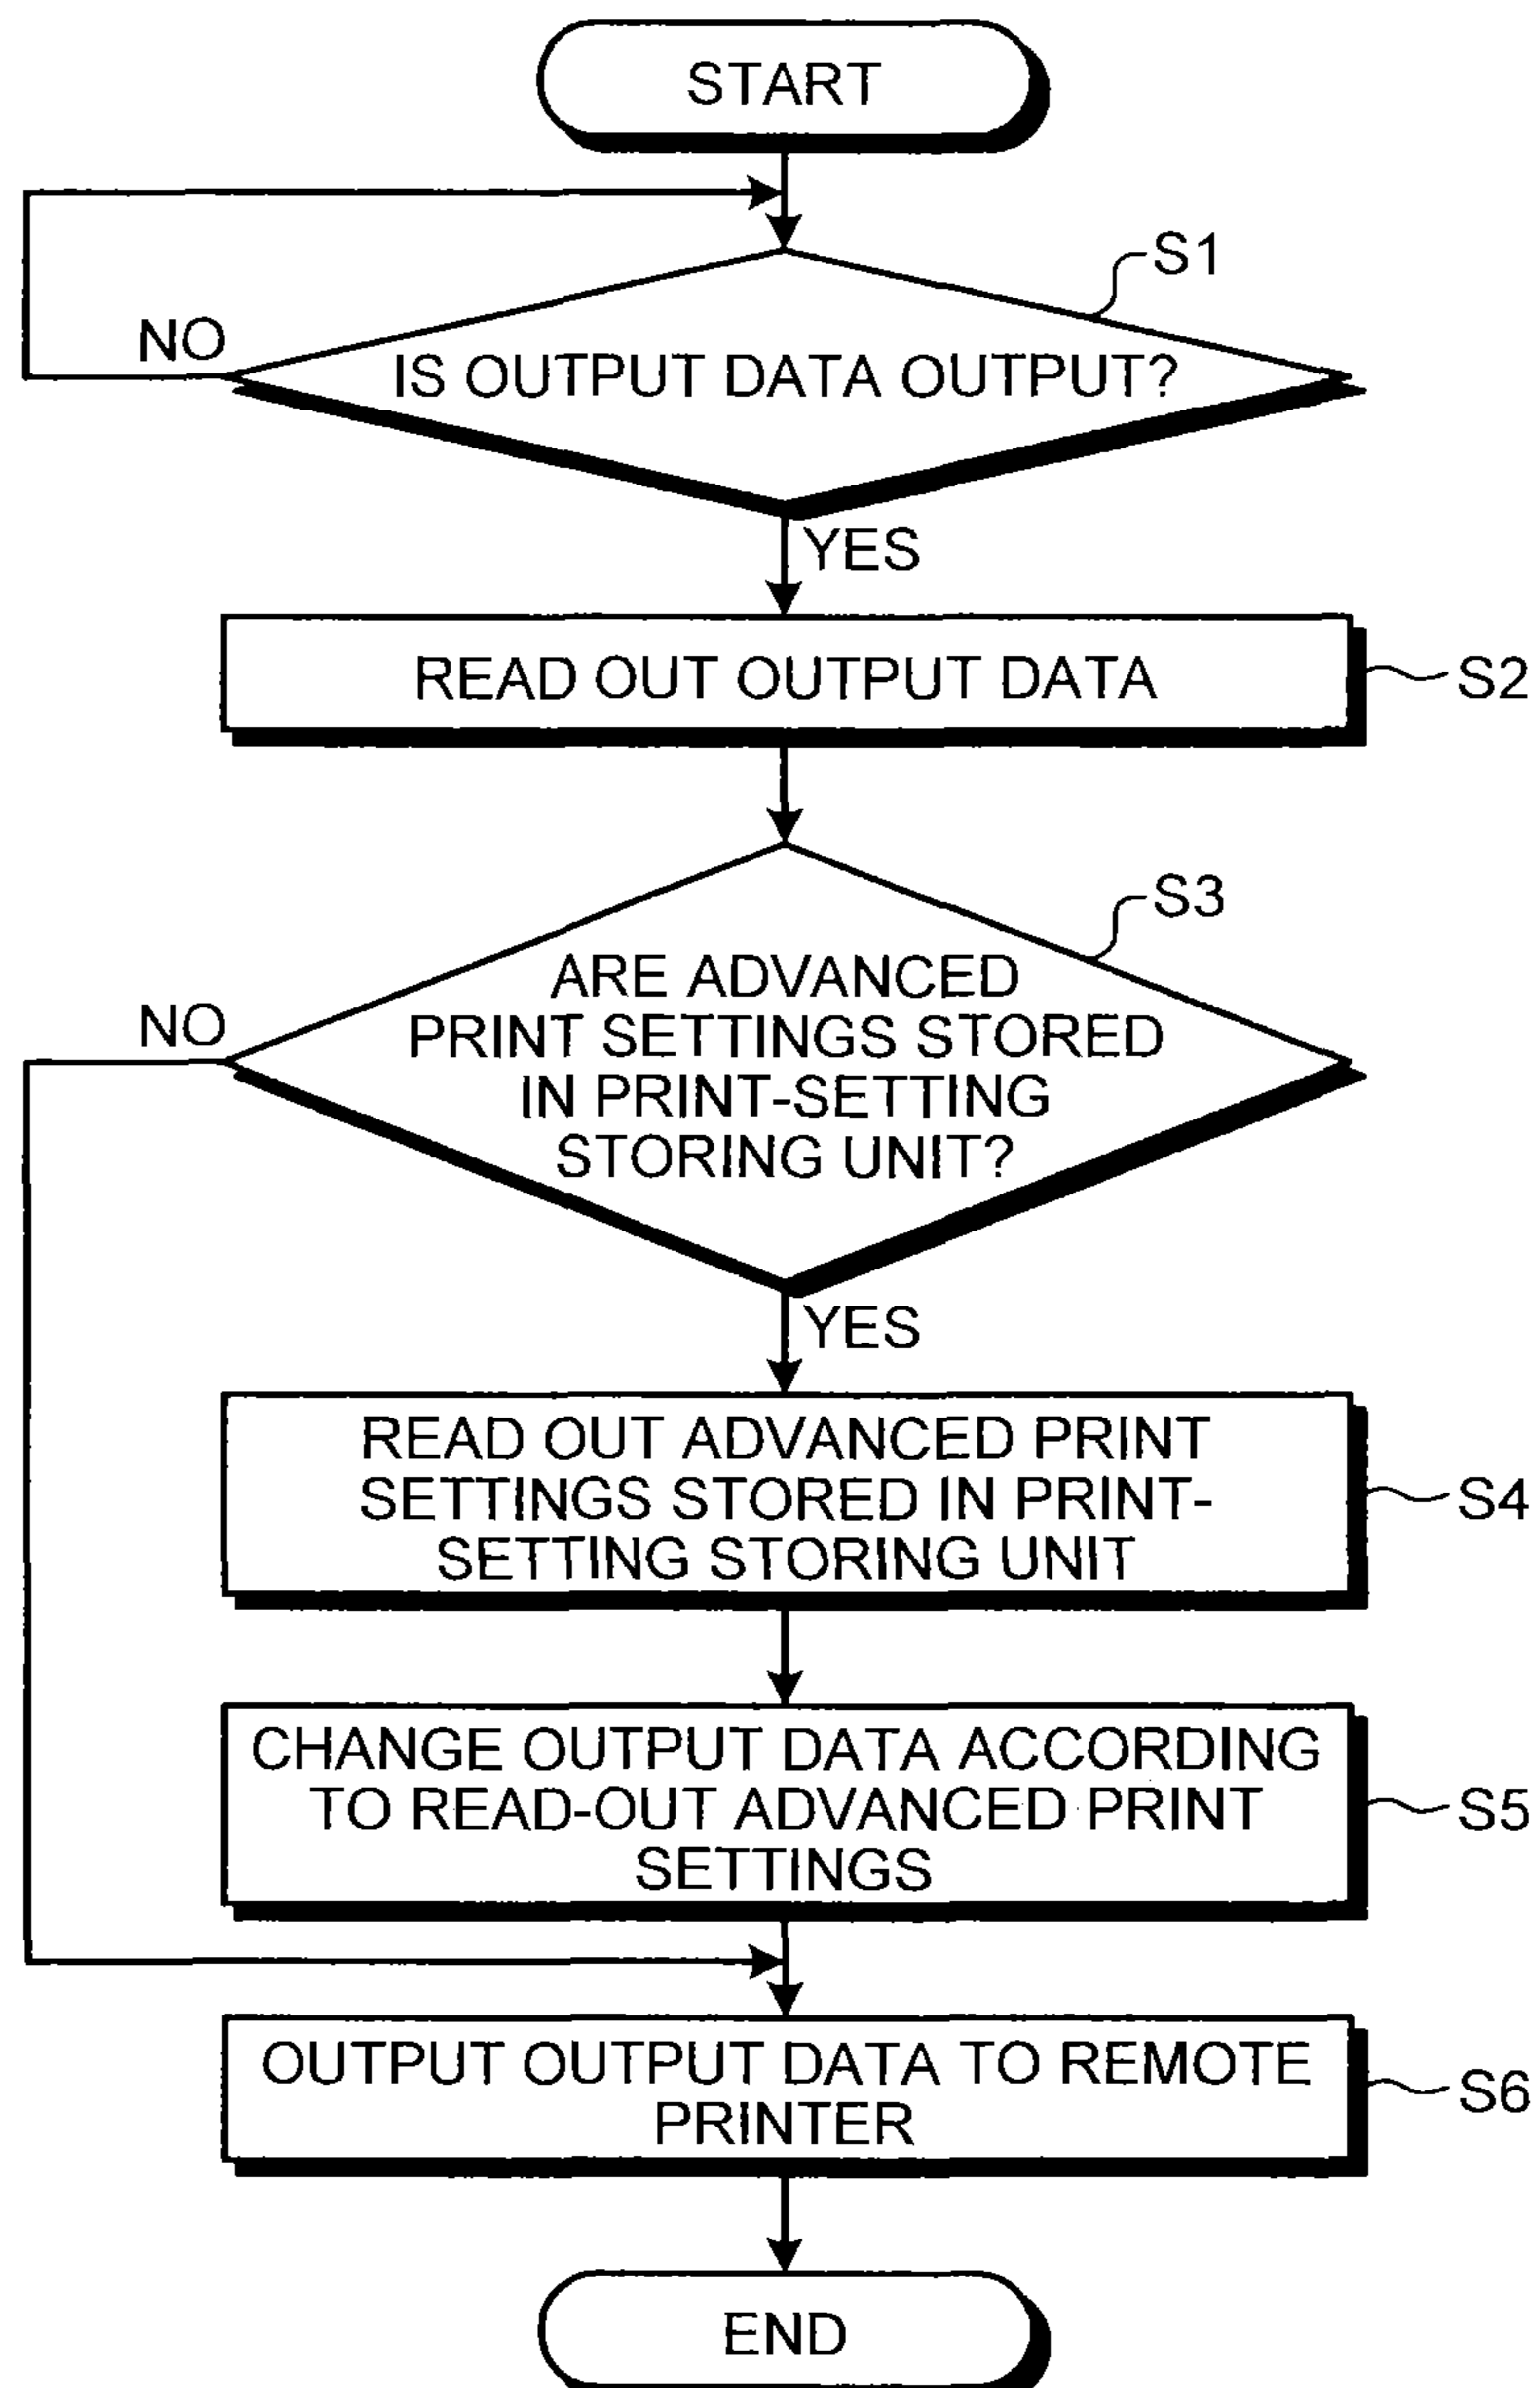 START
S1
NO
IS OUTPUT DATA OUTPUT?
YES
READ OUT OUTPUT DATA
S2
S3
ARE ADVANCED
NO
PRINT SETTINGS STORED
IN PRINT-SETTING
STORING UNIT?
YES
READ OUT ADVANCED PRINT
SETTINGS STORED IN PRINT-
SETTING STORING UNIT
S4
CHANGE OUTPUT DATA ACCORDING
TO READ-OUT ADVANCED PRINT
SETTINGS
S5
OUTPUT OUTPUT DATA TO REMOTE
PRINTER
S6
END